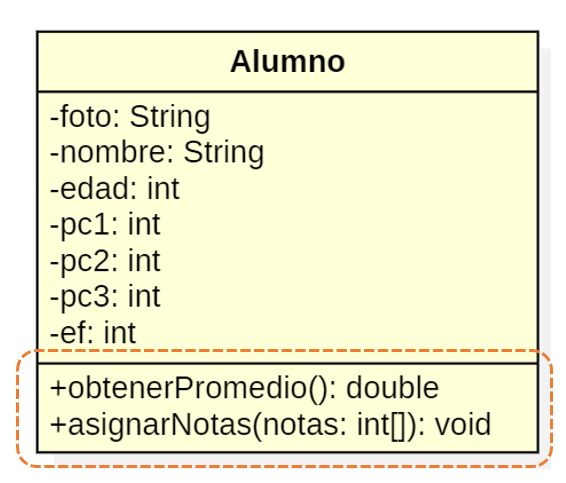 Alumno
-foto: String
-nombre: String
-edad: int
-pc1: int
-pc2: int
-pc3: int
-ef: int
+obtenerPromedio(): double
+asignarNotas(notas: int[]): void